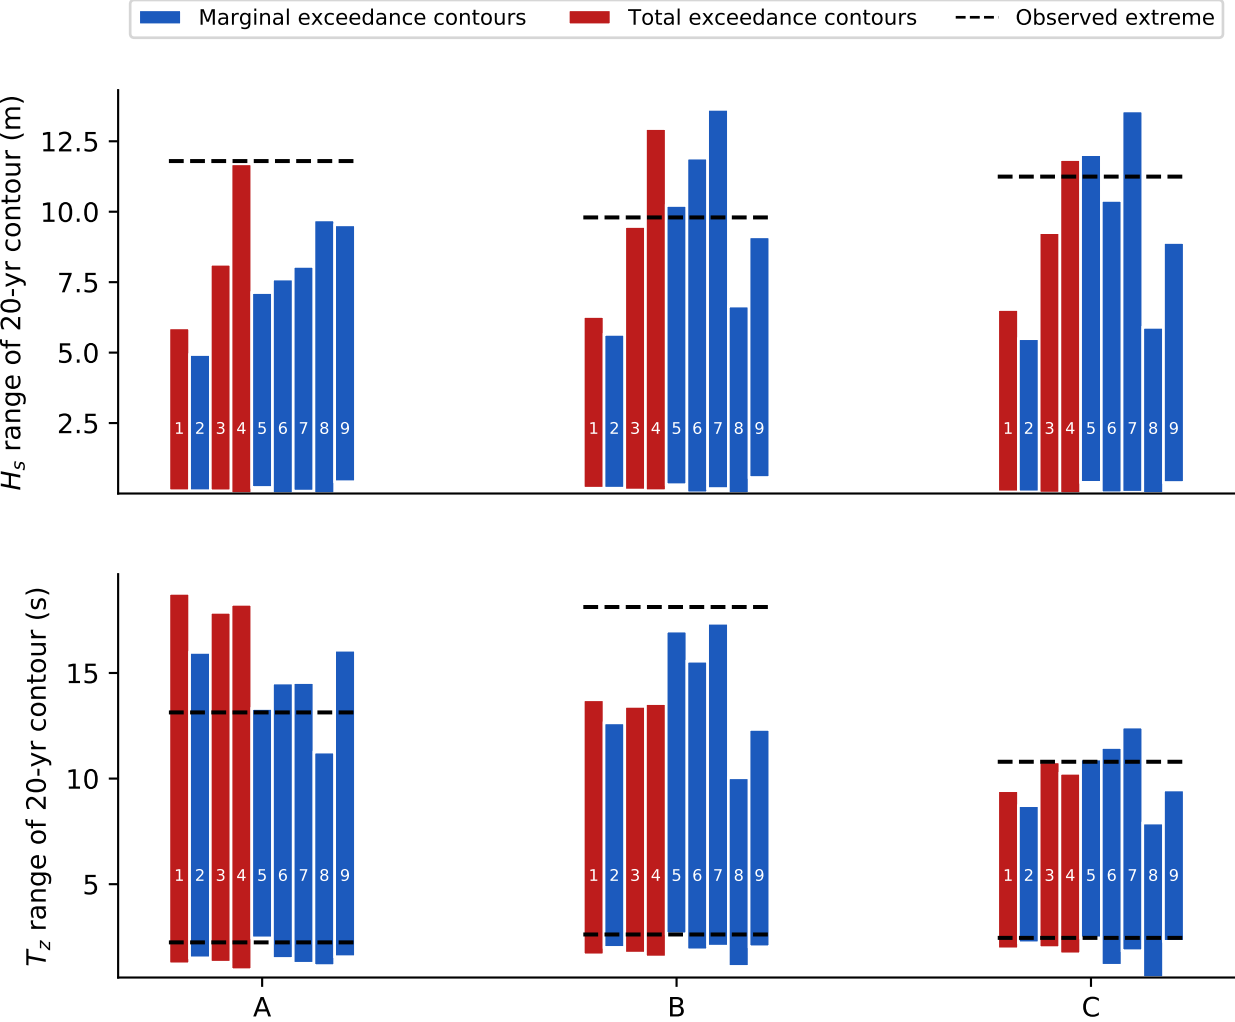 Marginal exceedance contours Total exceedance contours Observed extreme
H_s range of 20-yr contour (m)
12.5
10.0
7.5
5.0
2.5
1 2 3 4 5 6 7 8 9
1 2 3 4 5 6 7 8 9
1 2 3 4 5 6 7 8 9
T_z range of 20-yr contour (s)
15
10
5
1 2 3 4 5 6 7 8 9
1 2 3 4 5 6 7 8 9
1 2 3 4 5 6 7 8 9
A B C